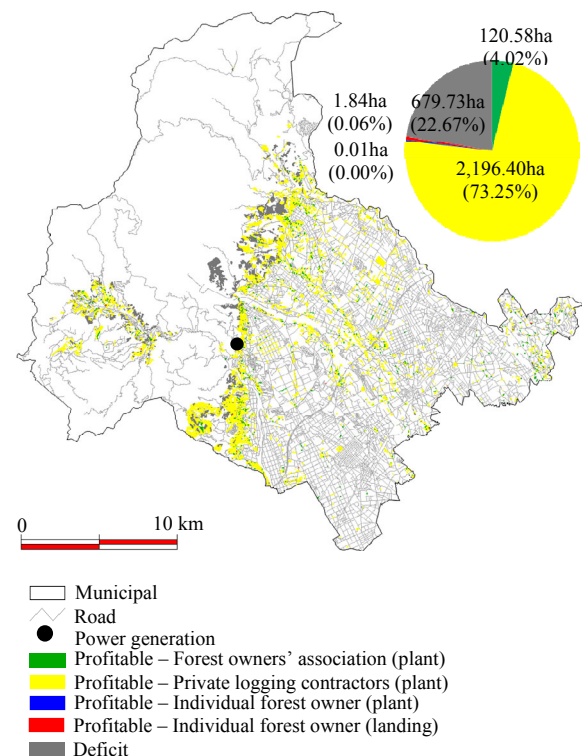 120.58ha
(4.02%)
1.84ha
(0.06%)
679.73ha
(22.67%)
0.01ha
(0.00%)
2,196.40ha
(73.25%)
0 10 km
Municipal
Road
Power generation
Profitable – Forest owners’ association (plant)
Profitable – Private logging contractors (plant)
Profitable – Individual forest owner (plant)
Profitable – Individual forest owner (landing)
Deficit